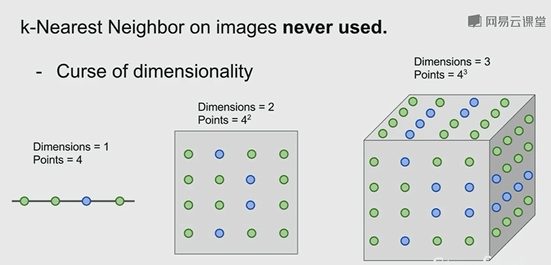 网易云课堂
k-Nearest Neighbor on images never used.
- Curse of dimensionality
Dimensions = 1
Points = 4
Dimensions = 2
Points = 4²
Dimensions = 3
Points = 4³